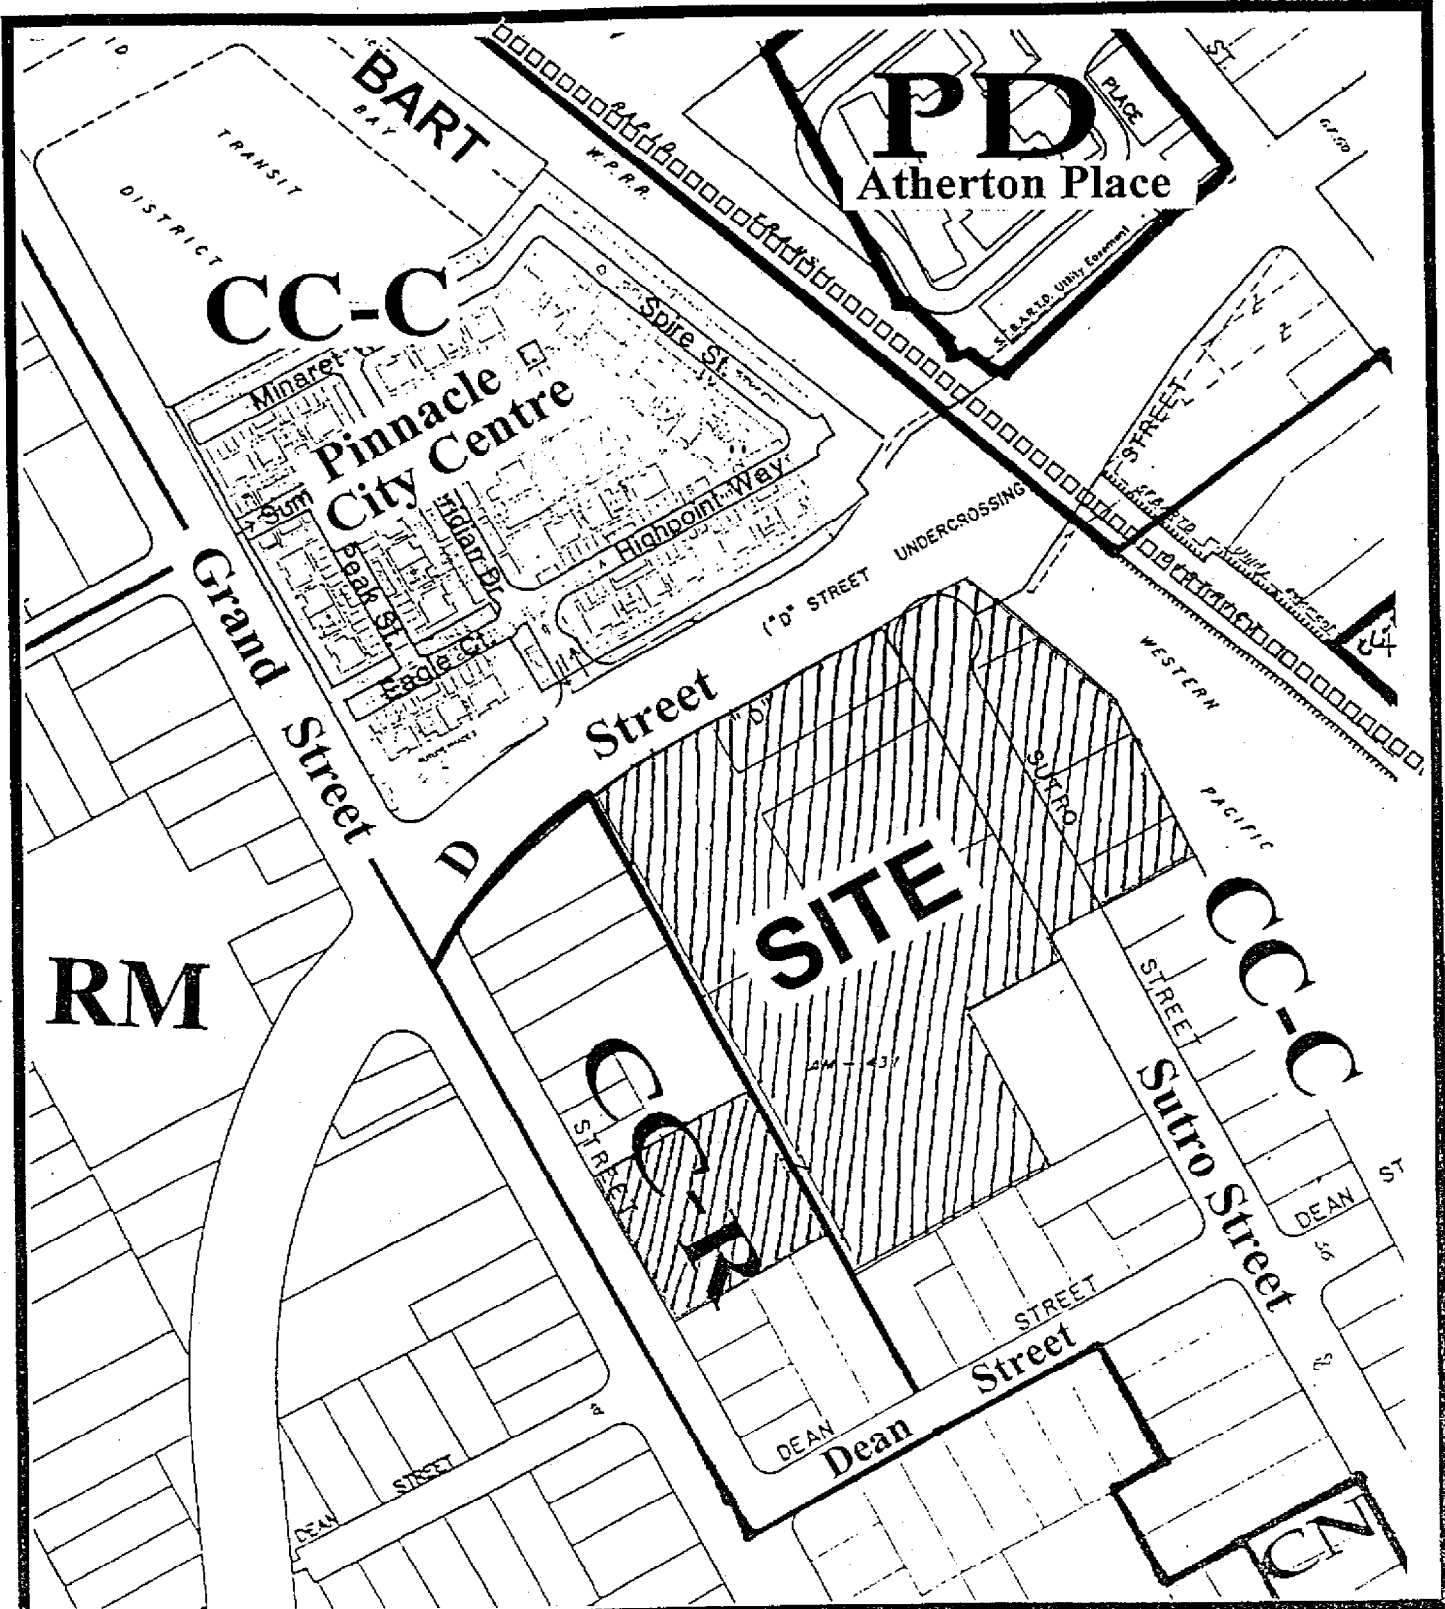 BART
BAY
TRANSIT
DISTRICT
W.P.R.R.
PD
PLACE
Atherton Place
ST.
S.F.B.A.R.T.D. Utility Easement
CC-C
Spire St.
Minaret
Pinnacle
City Centre
Highpoint Way
Peak St.
Eagle Ct.
("D" STREET UNDERCROSSING)
STREET
Grand Street
D Street
"D"
WESTERN
PACIFIC
SUTRO
STREET
SITE
RM
CC-C
CC-R
STREET
Sutro Street
DEAN
ST
STREET
Dean Street
DEAN
DEAN STREET
CN